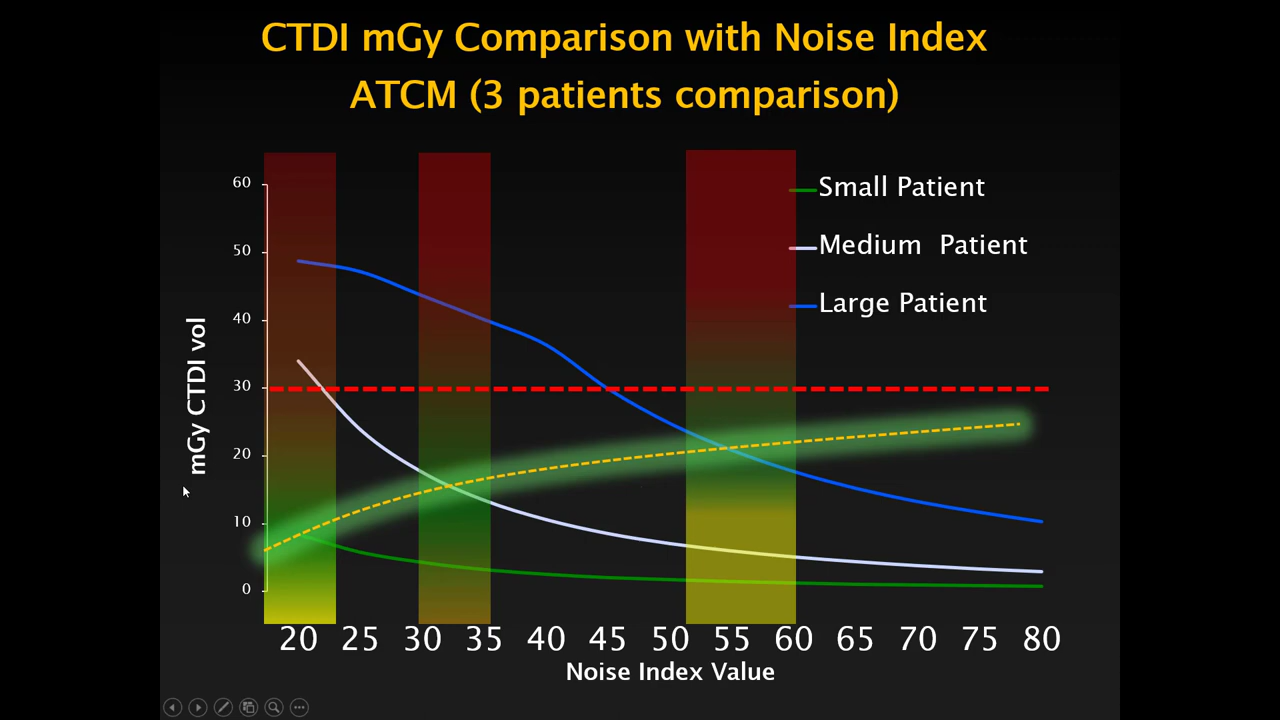 CTDI mGy Comparison with Noise Index
ATCM (3 patients comparison)
60
50
40
30
20
10
0
mGy CTDI vol
Small Patient
Medium Patient
Large Patient
20 25 30 35 40 45 50 55 60 65 70 75 80
Noise Index Value